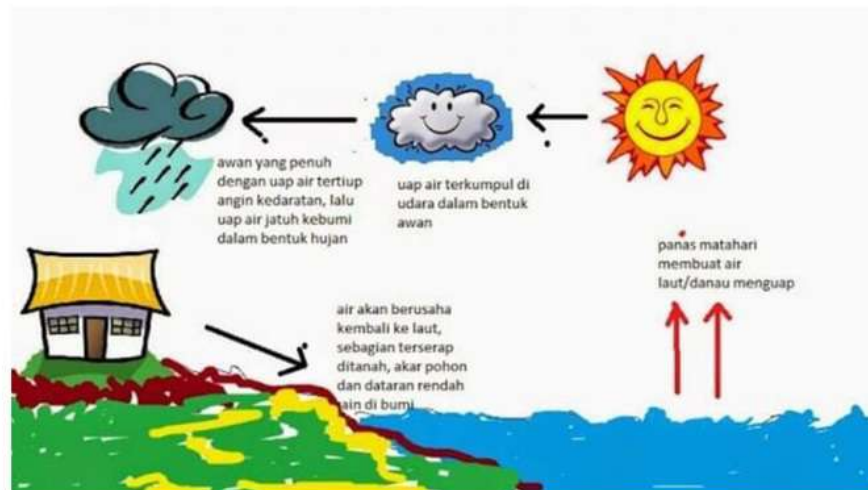 awan yang penuh
dengan uap air tertiup
angin kedaratan, lalu
uap air jatuh kebumi
dalam bentuk hujan
uap air terkumpul di
udara dalam bentuk
awan
panas matahari
membuat air
laut/danau menguap
air akan berusaha
kembali ke laut,
sebagian terserap
ditanah, akar pohon
dan dataran rendah
lain di bumi